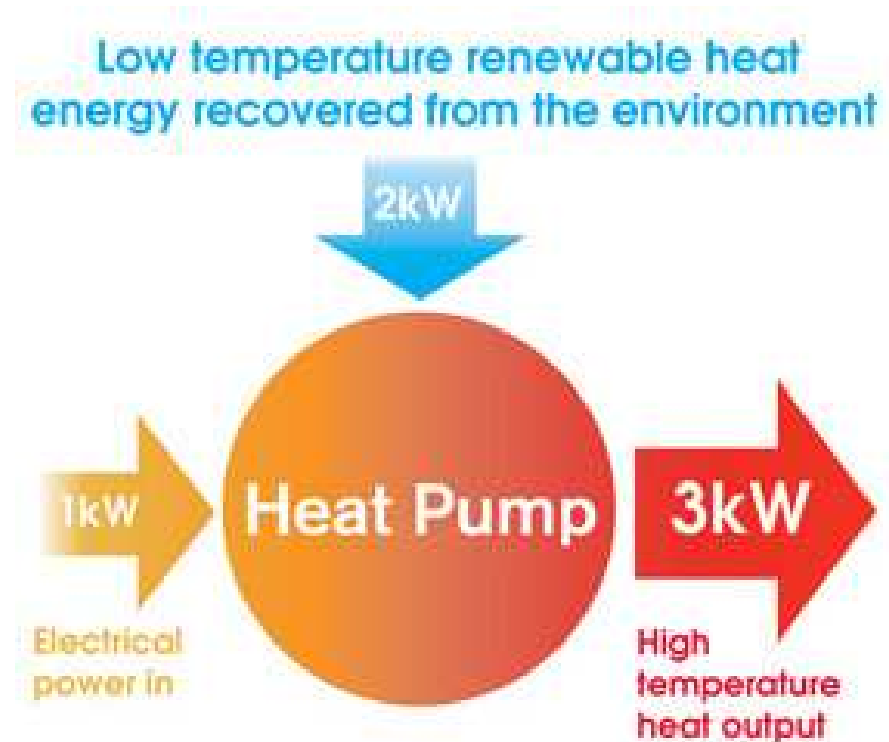 Low temperature renewable heat
energy recovered from the environment
2kW
1kW
Heat Pump
3kW
Electrical
power in
High
temperature
heat output